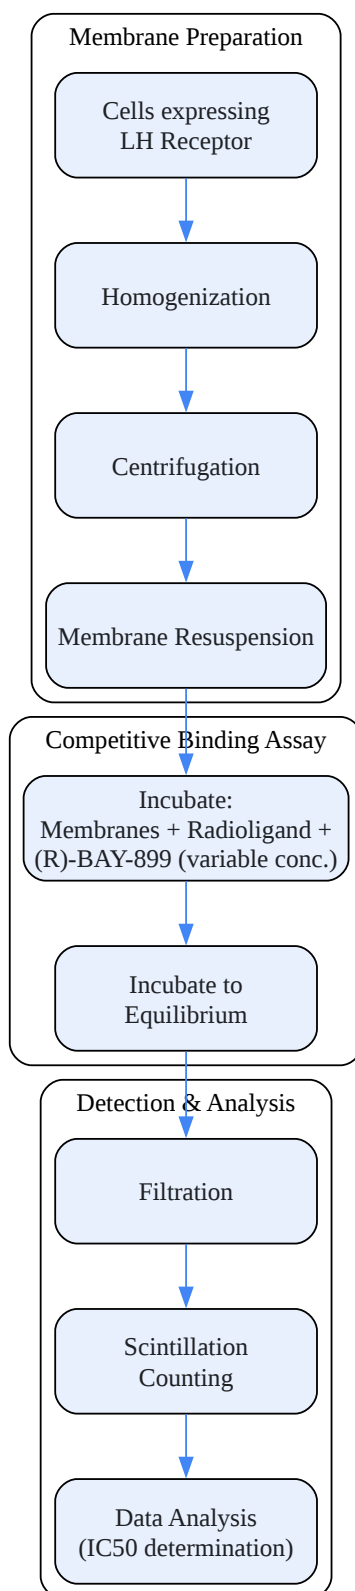 Membrane Preparation
Cells expressing
LH Receptor
Homogenization
Centrifugation
Membrane Resuspension
Competitive Binding Assay
Incubate:
Membranes + Radioligand +
(R)-BAY-899 (variable conc.)
Incubate to
Equilibrium
Detection & Analysis
Filtration
Scintillation
Counting
Data Analysis
(IC50 determination)